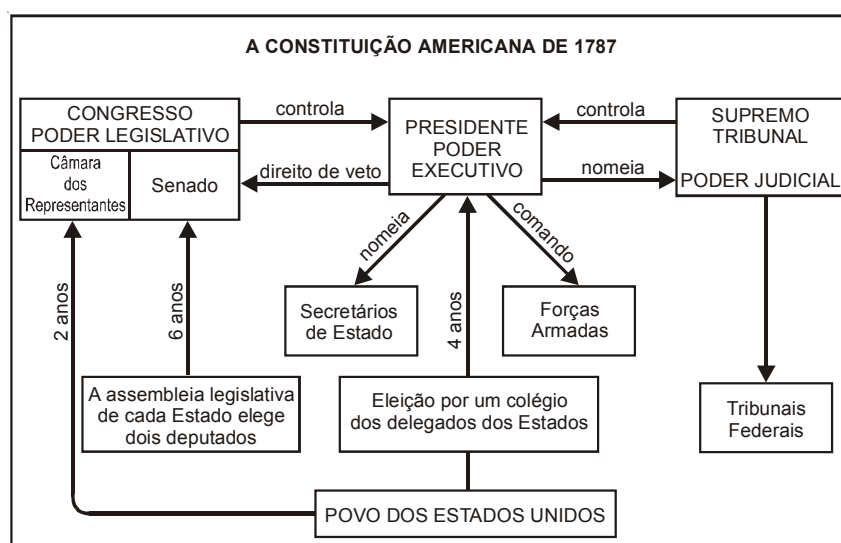 A CONSTITUIÇÃO AMERICANA DE 1787
CONGRESSO
PODER LEGISLATIVO
Câmara
dos
Representantes
Senado
controla
direito de veto
PRESIDENTE
PODER
EXECUTIVO
controla
nomeia
SUPREMO
TRIBUNAL
PODER JUDICIAL
nomeia
comando
2 anos
6 anos
4 anos
Secretários
de Estado
Forças
Armadas
A assembleia legislativa
de cada Estado elege
dois deputados
Eleição por um colégio
dos delegados dos Estados
Tribunais
Federais
POVO DOS ESTADOS UNIDOS